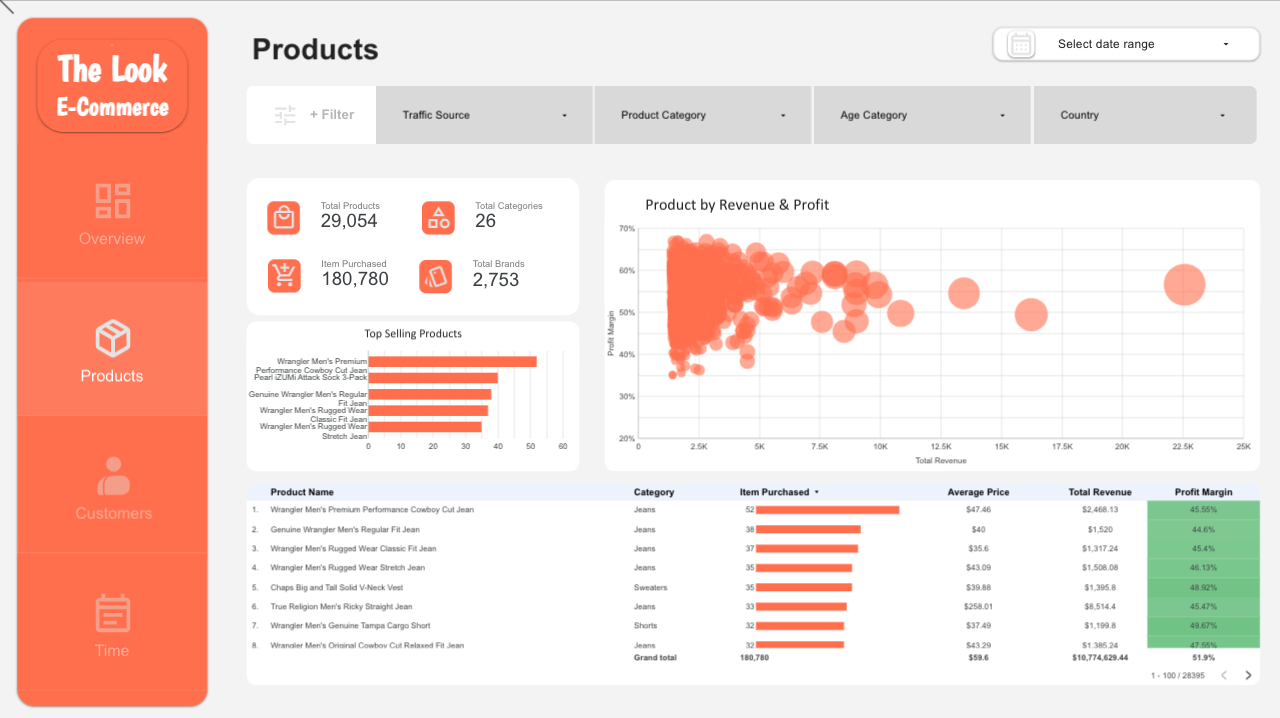 The Look
E-Commerce
Overview
Products
Customers
Time
Products
Select date range
+ Filter
Traffic Source
Product Category
Age Category
Country
Total Products
29,054
Total Categories
26
Item Purchased
180,780
Total Brands
2,753
Top Selling Products
Wrangler Men's Premium
Performance Cowboy Cut Jean
Pearl iZUMi Attack Sock 3-Pack
Genuine Wrangler Men's Regular
Fit Jean
Wrangler Men's Rugged Wear
Classic Fit Jean
Wrangler Men's Rugged Wear
Stretch Jean
0 10 20 30 40 50 60
Product by Revenue & Profit
Profit Margin
70%
60%
50%
40%
30%
20%
0 2.5K 5K 7.5K 10K 12.5K 15K 17.5K 20K 22.5K 25K
Total Revenue
Product Name Category Item Purchased Average Price Total Revenue Profit Margin
1. Wrangler Men's Premium Performance Cowboy Cut Jean Jeans 52 $47.46 $2,468.13 45.55%
2. Genuine Wrangler Men's Regular Fit Jean Jeans 38 $40 $1,520 44.6%
3. Wrangler Men's Rugged Wear Classic Fit Jean Jeans 37 $35.6 $1,317.24 45.4%
4. Wrangler Men's Rugged Wear Stretch Jean Jeans 35 $43.09 $1,508.08 46.13%
5. Chaps Big and Tall Solid V-Neck Vest Sweaters 35 $39.88 $1,395.8 48.92%
6. True Religion Men's Ricky Straight Jean Jeans 33 $258.01 $8,514.4 45.47%
7. Wrangler Men's Genuine Tampa Cargo Short Shorts 32 $37.49 $1,199.8 49.67%
8. Wrangler Men's Original Cowboy Cut Relaxed Fit Jean Jeans 32 $43.29 $1,385.24 47.55%
Grand total 180,780 $59.6 $10,774,629.44 51.9%
1 - 100 / 28395